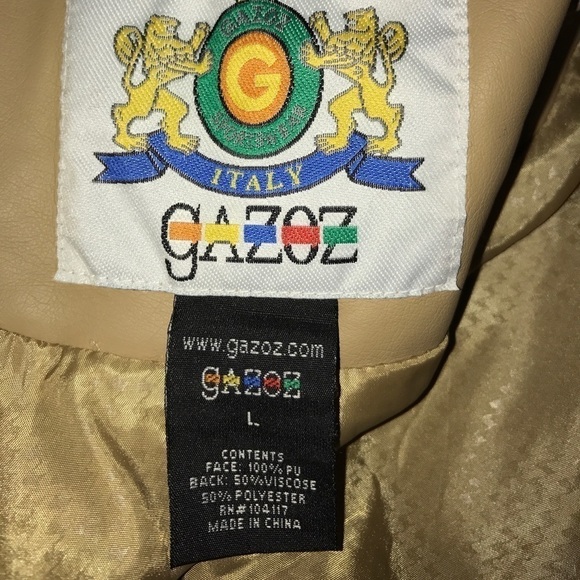 G
ITALY
gAZOZ
www.gazoz.com
gAZOZ
L
CONTENTS
FACE: 100% PU
BACK: 50%VISCOSE
50% POLYESTER
RN#104117
MADE IN CHINA